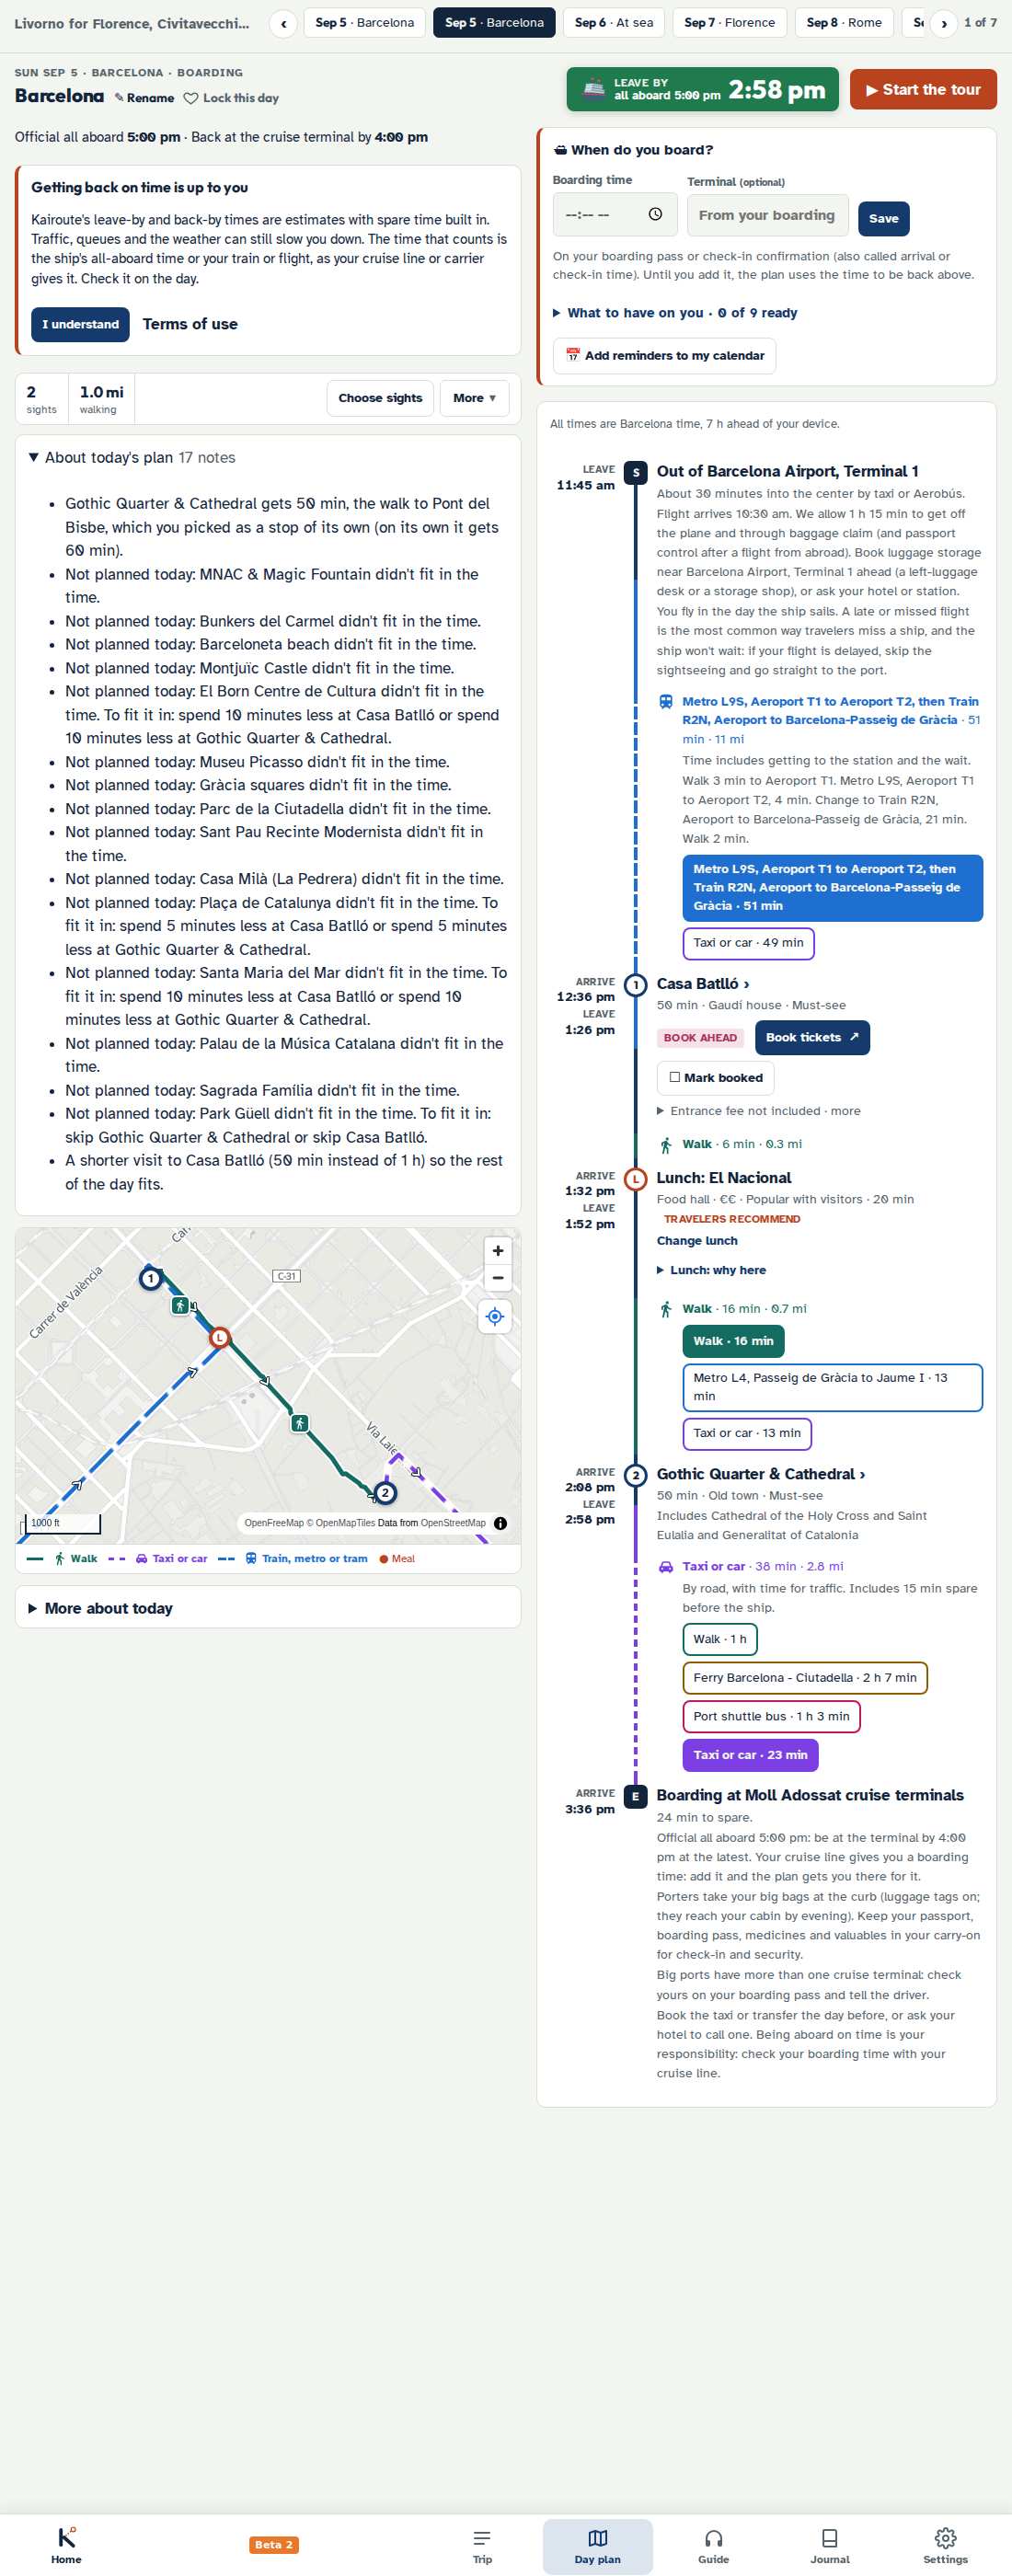 Livorno for Florence, Civitavecchi...
‹
Sep 5 · Barcelona
Sep 5 · Barcelona
Sep 6 · At sea
Sep 7 · Florence
Sep 8 · Rome
›
1 of 7
SUN SEP 5 · BARCELONA · BOARDING
Barcelona
✎ Rename
Lock this day
LEAVE BY
all aboard 5:00 pm
2:58 pm
▶ Start the tour
Official all aboard 5:00 pm · Back at the cruise terminal by 4:00 pm
Getting back on time is up to you
Kairoute's leave-by and back-by times are estimates with spare time built in.
Traffic, queues and the weather can still slow you down. The time that counts is
the ship's all-aboard time or your train or flight, as your cruise line or carrier
gives it. Check it on the day.
I understand
Terms of use
2
sights
1.0 mi
walking
Choose sights
More ▾
▼ About today's plan 17 notes
• Gothic Quarter & Cathedral gets 50 min, the walk to Pont del
Bisbe, which you picked as a stop of its own (on its own it gets
60 min).
• Not planned today: MNAC & Magic Fountain didn't fit in the
time.
• Not planned today: Bunkers del Carmel didn't fit in the time.
• Not planned today: Barceloneta beach didn't fit in the time.
• Not planned today: Montjuïc Castle didn't fit in the time.
• Not planned today: El Born Centre de Cultura didn't fit in the
time. To fit it in: spend 10 minutes less at Casa Batlló or spend
10 minutes less at Gothic Quarter & Cathedral.
• Not planned today: Museu Picasso didn't fit in the time.
• Not planned today: Gràcia squares didn't fit in the time.
• Not planned today: Parc de la Ciutadella didn't fit in the time.
• Not planned today: Sant Pau Recinte Modernista didn't fit in
the time.
• Not planned today: Casa Milà (La Pedrera) didn't fit in the time.
• Not planned today: Plaça de Catalunya didn't fit in the time. To
fit it in: spend 5 minutes less at Casa Batlló or spend 5 minutes
less at Gothic Quarter & Cathedral.
• Not planned today: Santa Maria del Mar didn't fit in the time. To
fit it in: spend 10 minutes less at Casa Batlló or spend 10
minutes less at Gothic Quarter & Cathedral.
• Not planned today: Palau de la Música Catalana didn't fit in the
time.
• Not planned today: Sagrada Família didn't fit in the time.
• Not planned today: Park Güell didn't fit in the time. To fit it in:
skip Gothic Quarter & Cathedral or skip Casa Batlló.
• A shorter visit to Casa Batlló (50 min instead of 1 h) so the rest
of the day fits.
Carrer de València
C-31
1
L
2
Via Laie
+
−
1000 ft
OpenFreeMap © OpenMapTiles Data from OpenStreetMap
Walk
Taxi or car
Train, metro or tram
Meal
▶ More about today
When do you board?
Boarding time
Terminal (optional)
--:-- --
From your boarding
Save
On your boarding pass or check-in confirmation (also called arrival or
check-in time). Until you add it, the plan uses the time to be back above.
▶ What to have on you · 0 of 9 ready
Add reminders to my calendar
All times are Barcelona time, 7 h ahead of your device.
LEAVE
11:45 am
S
Out of Barcelona Airport, Terminal 1
About 30 minutes into the center by taxi or Aerobús.
Flight arrives 10:30 am. We allow 1 h 15 min to get off
the plane and through baggage claim (and passport
control after a flight from abroad). Book luggage storage
near Barcelona Airport, Terminal 1 ahead (a left-luggage
desk or a storage shop), or ask your hotel or station.
You fly in the day the ship sails. A late or missed flight
is the most common way travelers miss a ship, and the
ship won't wait: if your flight is delayed, skip the
sightseeing and go straight to the port.
Metro L9S, Aeroport T1 to Aeroport T2, then Train
R2N, Aeroport to Barcelona-Passeig de Gràcia · 51
min · 11 mi
Time includes getting to the station and the wait.
Walk 3 min to Aeroport T1. Metro L9S, Aeroport T1
to Aeroport T2, 4 min. Change to Train R2N,
Aeroport to Barcelona-Passeig de Gràcia, 21 min.
Walk 2 min.
Metro L9S, Aeroport T1 to Aeroport T2, then
Train R2N, Aeroport to Barcelona-Passeig de
Gràcia · 51 min
Taxi or car · 49 min
ARRIVE
12:36 pm
LEAVE
1:26 pm
1
Casa Batlló ›
50 min · Gaudí house · Must-see
BOOK AHEAD
Book tickets ↗
☐ Mark booked
▶ Entrance fee not included · more
Walk · 6 min · 0.3 mi
ARRIVE
1:32 pm
LEAVE
1:52 pm
L
Lunch: El Nacional
Food hall · €€ · Popular with visitors · 20 min
TRAVELERS RECOMMEND
Change lunch
▶ Lunch: why here
Walk · 16 min · 0.7 mi
Walk · 16 min
Metro L4, Passeig de Gràcia to Jaume I · 13
min
Taxi or car · 13 min
ARRIVE
2:08 pm
LEAVE
2:58 pm
2
Gothic Quarter & Cathedral ›
50 min · Old town · Must-see
Includes Cathedral of the Holy Cross and Saint
Eulalia and Generalitat of Catalonia
Taxi or car · 38 min · 2.8 mi
By road, with time for traffic. Includes 15 min spare
before the ship.
Walk · 1 h
Ferry Barcelona - Ciutadella · 2 h 7 min
Port shuttle bus · 1 h 3 min
Taxi or car · 23 min
ARRIVE
3:36 pm
E
Boarding at Moll Adossat cruise terminals
24 min to spare.
Official all aboard 5:00 pm: be at the terminal by 4:00
pm at the latest. Your cruise line gives you a boarding
time: add it and the plan gets you there for it.
Porters take your big bags at the curb (luggage tags on;
they reach your cabin by evening). Keep your passport,
boarding pass, medicines and valuables in your carry-on
for check-in and security.
Big ports have more than one cruise terminal: check
yours on your boarding pass and tell the driver.
Book the taxi or transfer the day before, or ask your
hotel to call one. Being aboard on time is your
responsibility: check your boarding time with your
cruise line.
Home
Beta 2
Trip
Day plan
Guide
Journal
Settings